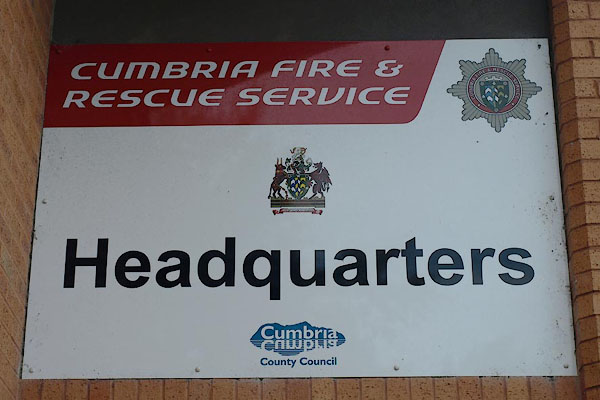 CUMBRIA FIRE &
RESCUE SERVICE
Headquarters
Cumbria
County Council